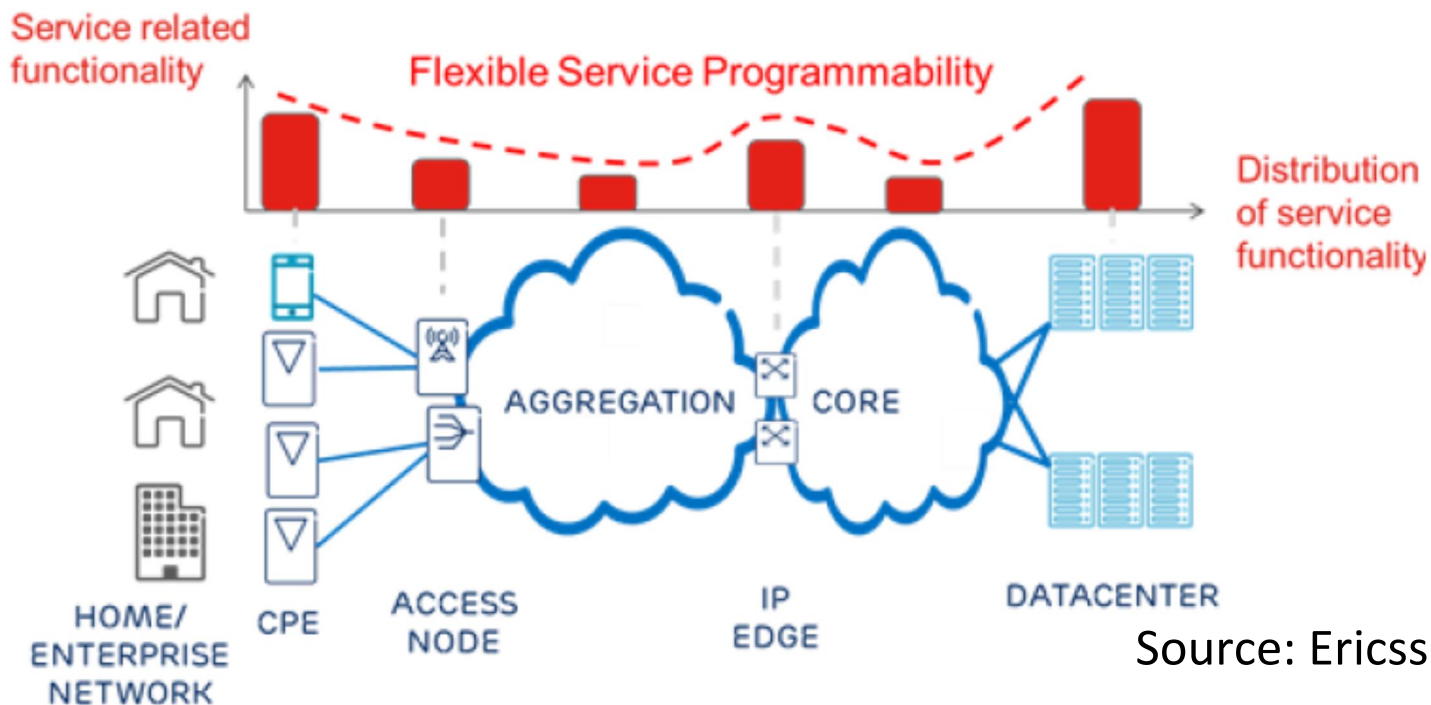 Service related
functionality
Flexible Service Programmability
Distribution
of service
functionality
AGGREGATION
CORE
HOME/
ENTERPRISE
NETWORK
CPE
ACCESS
NODE
IP
EDGE
DATACENTER
Source: Ericss